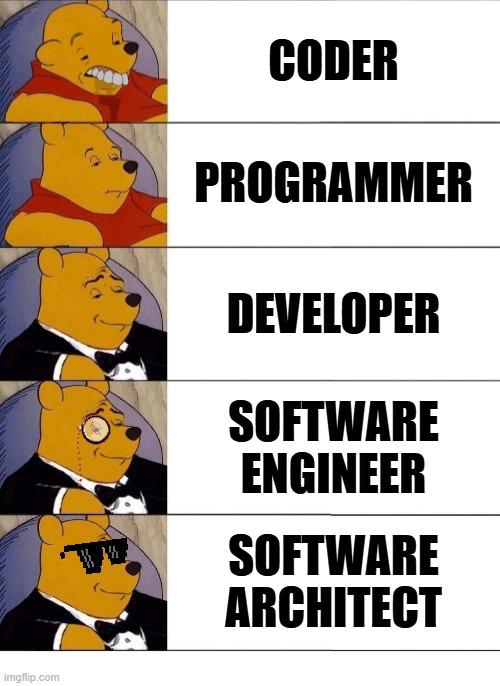 CODER
PROGRAMMER
DEVELOPER
SOFTWARE
ENGINEER
SOFTWARE
ARCHITECT
imgflip.com